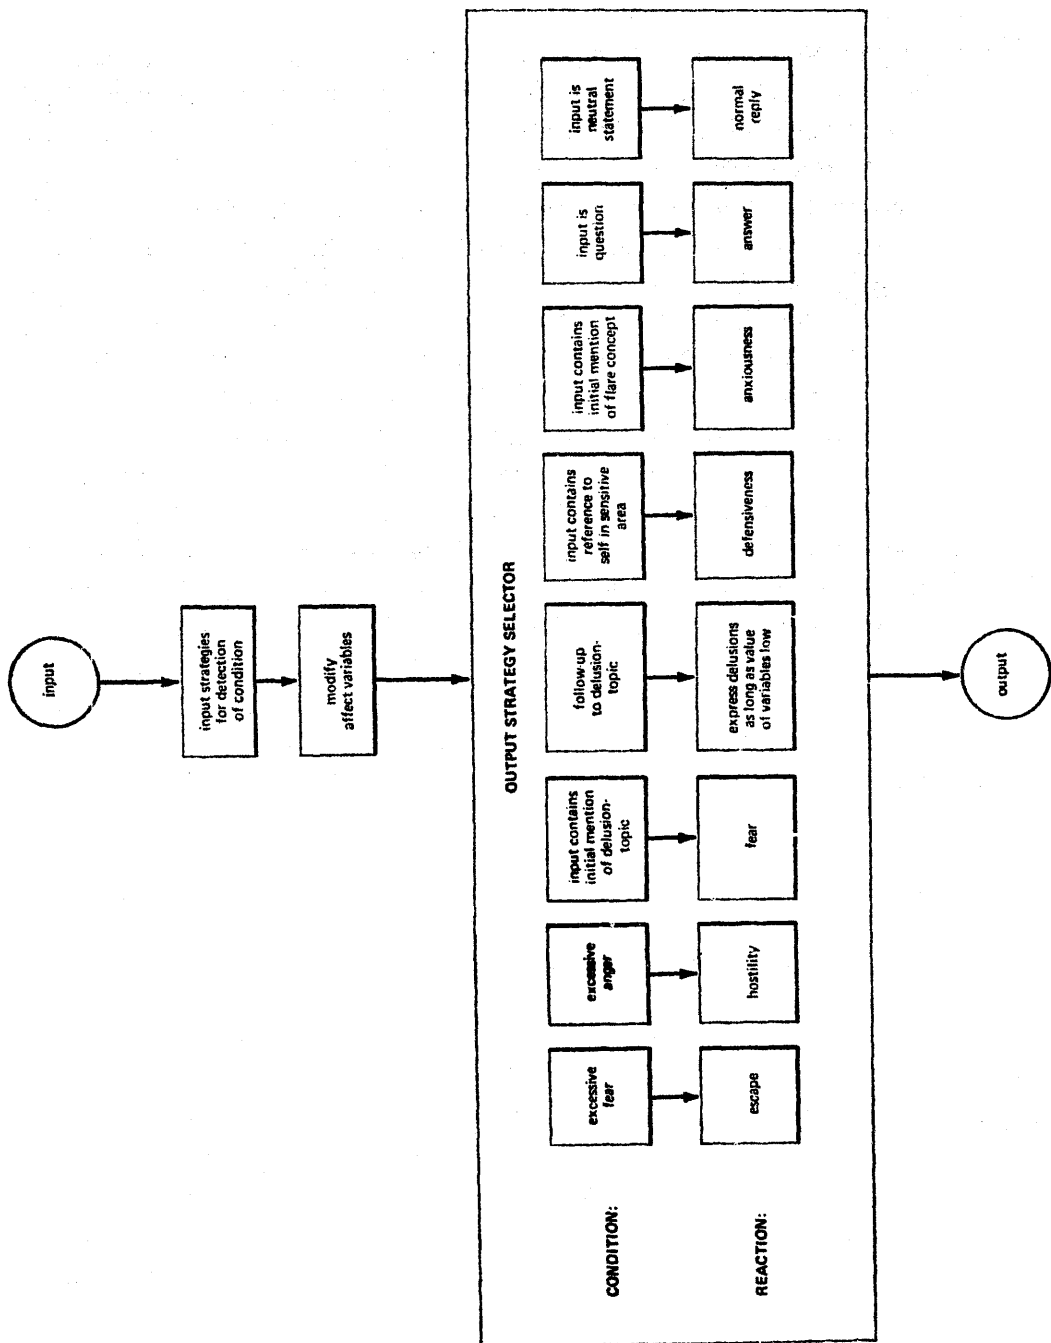 input
input strategies
for detection
of condition
modify
affect variables
OUTPUT STRATEGY SELECTOR
CONDITION:
excessive
fear
excessive
anger
input contains
initial mention
of delusion-
topic
follow-up
to delusion-
topic
input contains
reference to
self in sensitive
area
input contains
initial mention
of flare concept
input is
question
input is
neutral
statement
REACTION:
escape
hostility
fear
express delusions
as long as value
of variables low
defensiveness
anxiousness
answer
normal
reply
output